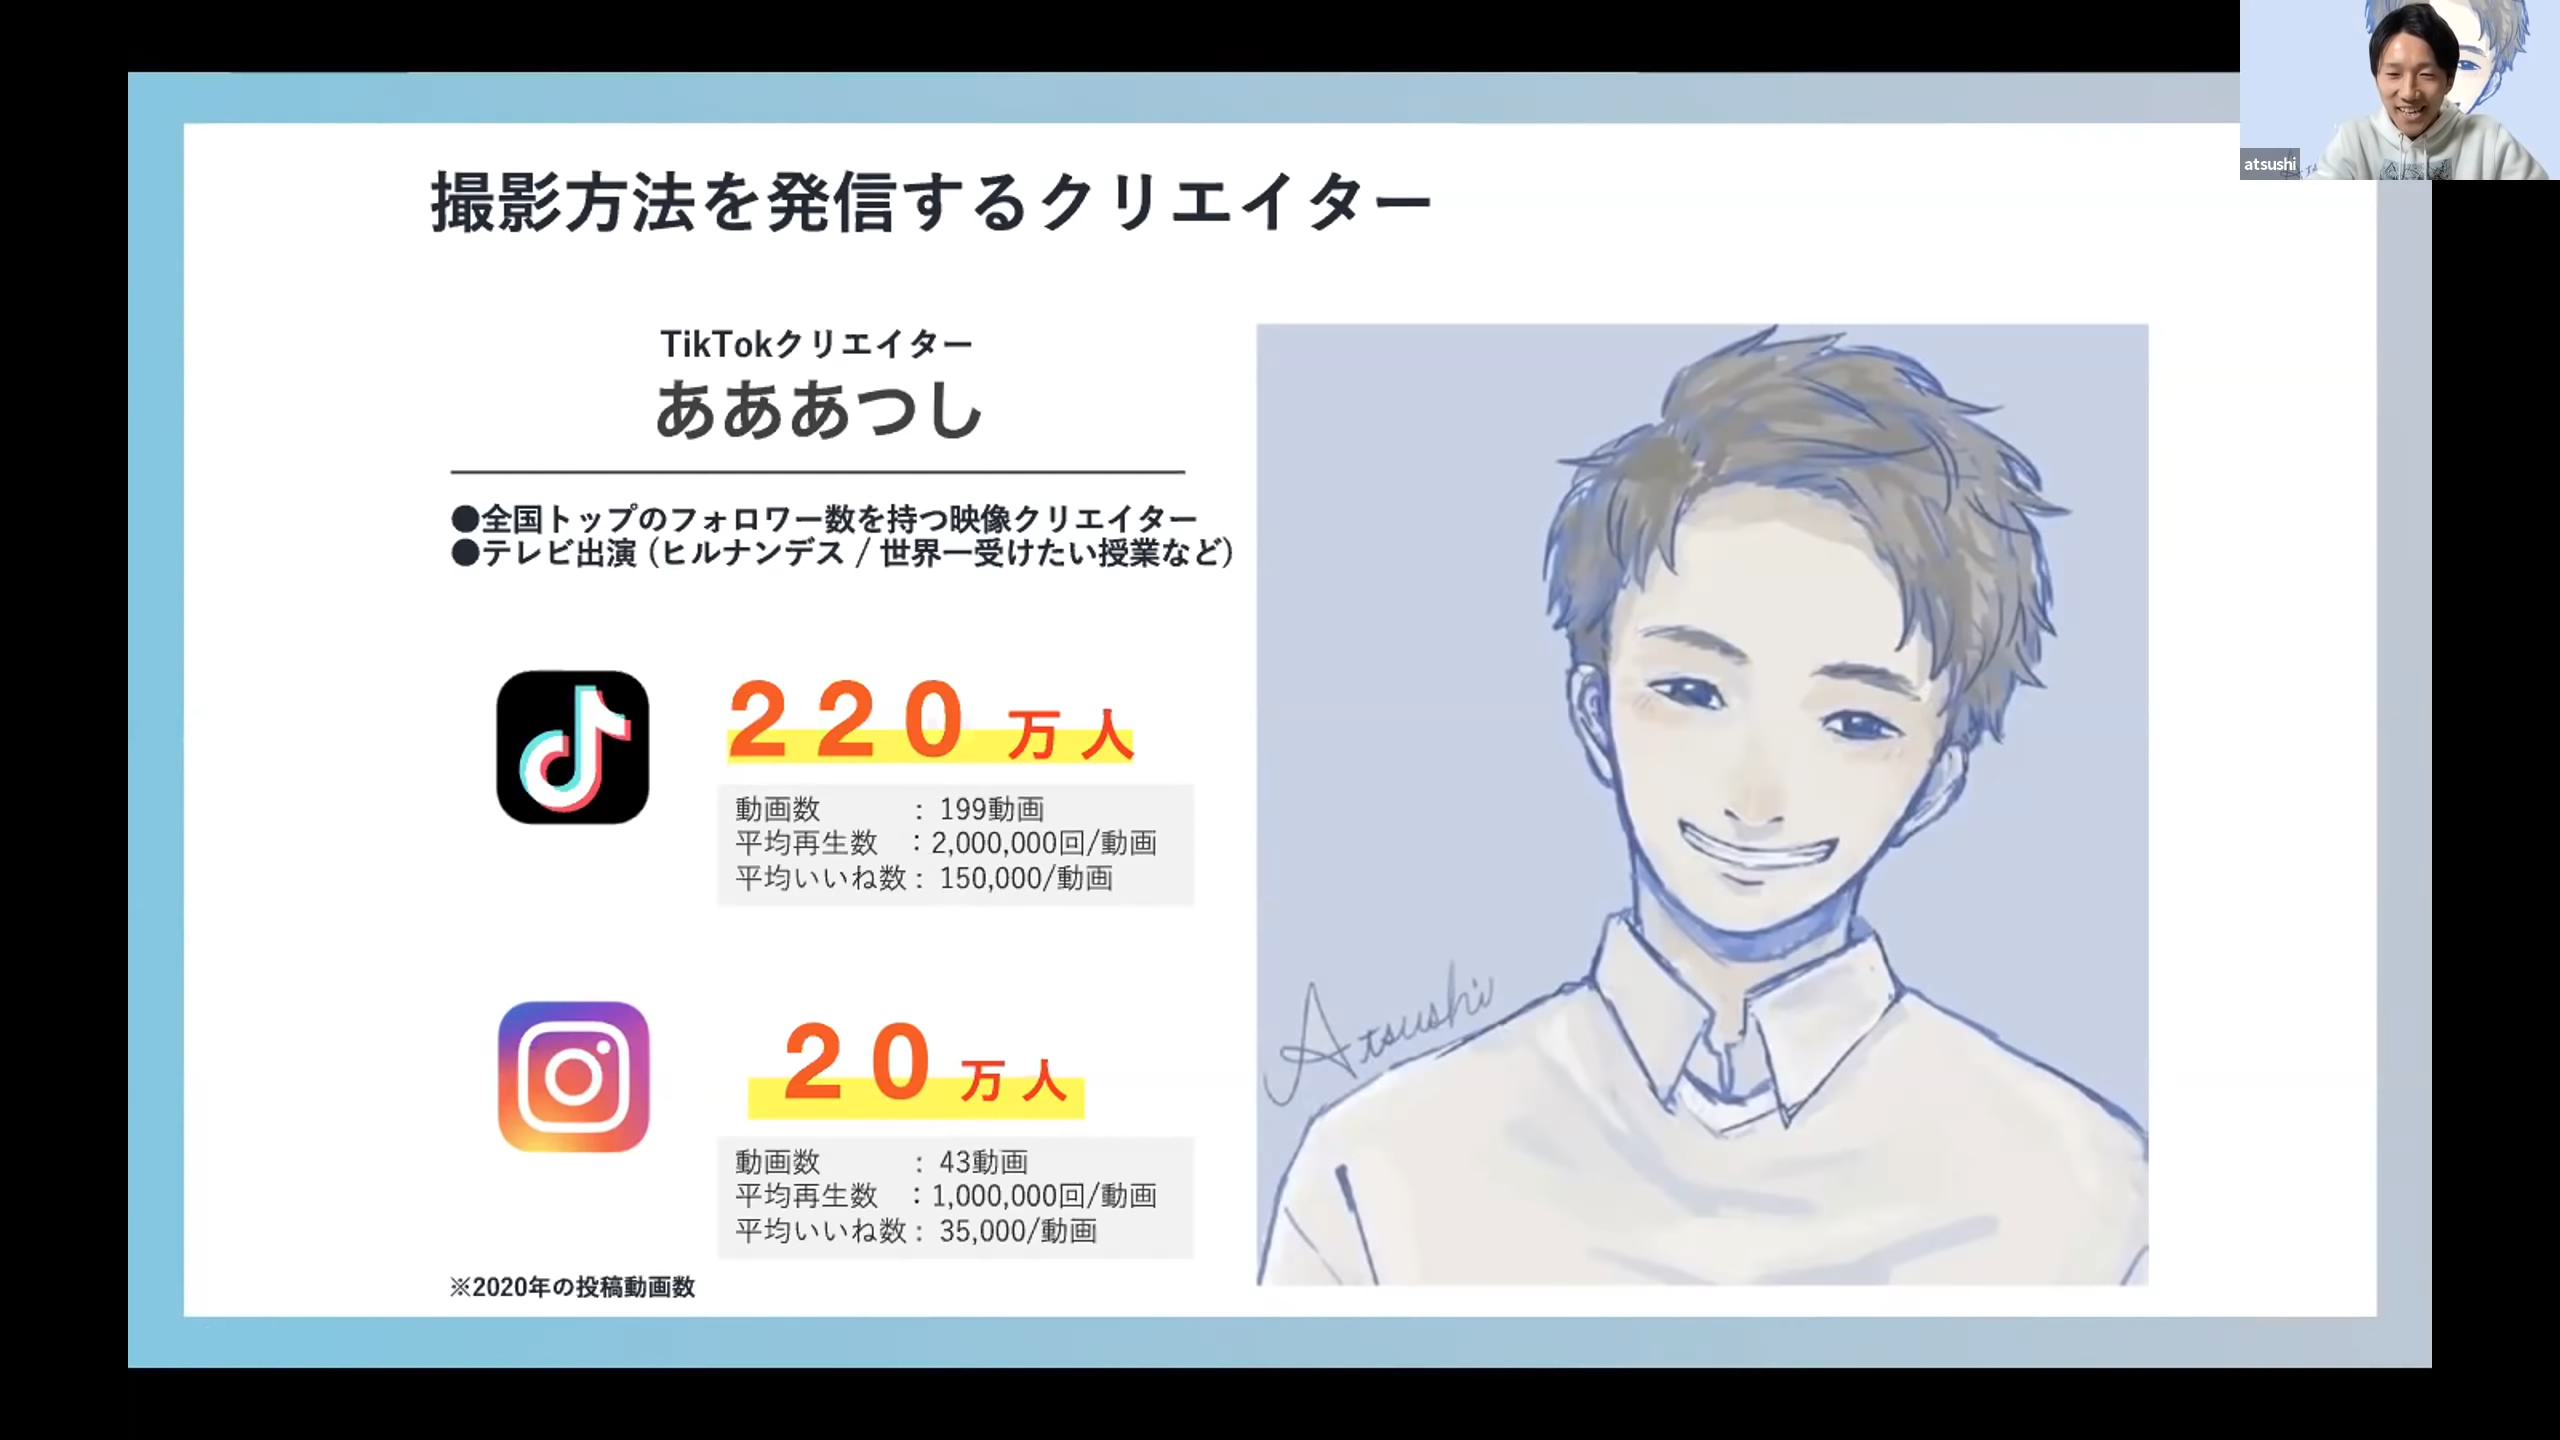 atsushi
撮影方法を発信するクリエイター
TikTokクリエイター
あああつし
●全国トップのフォロワー数を持つ映像クリエイター
●テレビ出演 (ヒルナンデス / 世界一受けたい授業など)
220 万人
動画数 : 199動画
平均再生数 : 2,000,000回/動画
平均いいね数 : 150,000/動画
20 万人
動画数 : 43動画
平均再生数 : 1,000,000回/動画
平均いいね数 : 35,000/動画
※2020年の投稿動画数
Atsushi